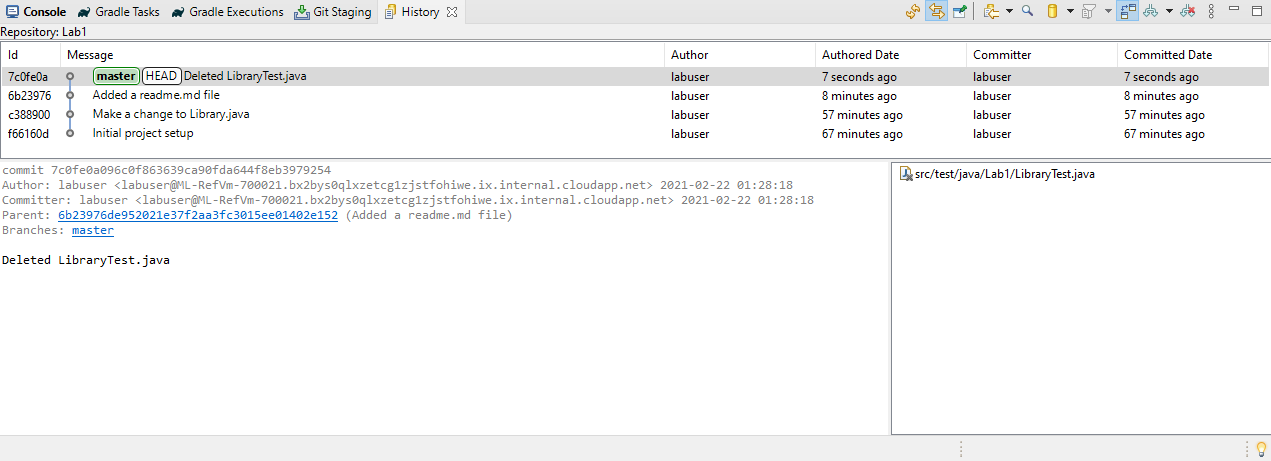 Console Gradle Tasks Gradle Executions Git Staging History
Repository: Lab1
Id Message Author Authored Date Committer Committed Date
7c0fe0a master HEAD Deleted LibraryTest.java labuser 7 seconds ago labuser 7 seconds ago
6b23976 Added a readme.md file labuser 8 minutes ago labuser 8 minutes ago
c388900 Make a change to Library.java labuser 57 minutes ago labuser 57 minutes ago
f66160d Initial project setup labuser 67 minutes ago labuser 67 minutes ago
commit 7c0fe0a096c0f863639ca90fda644f8eb3979254
Author: labuser <labuser@ML-RefVm-700021.bx2bys0qlxzetcg1zjstfohiwe.ix.internal.cloudapp.net> 2021-02-22 01:28:18
Committer: labuser <labuser@ML-RefVm-700021.bx2bys0qlxzetcg1zjstfohiwe.ix.internal.cloudapp.net> 2021-02-22 01:28:18
Parent: 6b23976de952021e37f2aa3fc3015ee01402e152 (Added a readme.md file)
Branches: master
Deleted LibraryTest.java
src/test/java/Lab1/LibraryTest.java